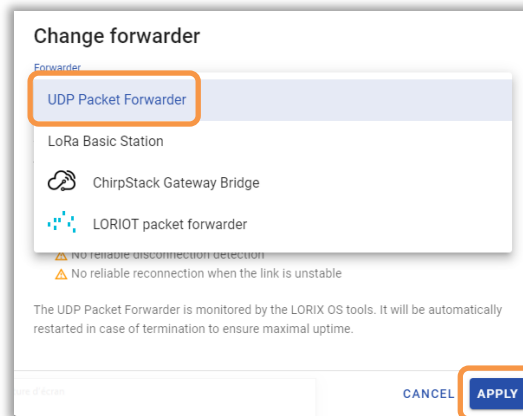 Change forwarder
Forwarder
UDP Packet Forwarder
LoRa Basic Station
ChirpStack Gateway Bridge
LORIOT packet forwarder
No reliable disconnection detection
No reliable reconnection when the link is unstable
The UDP Packet Forwarder is monitored by the LORIX OS tools. It will be automatically
restarted in case of termination to ensure maximal uptime.
d'écran
CANCEL APPLY